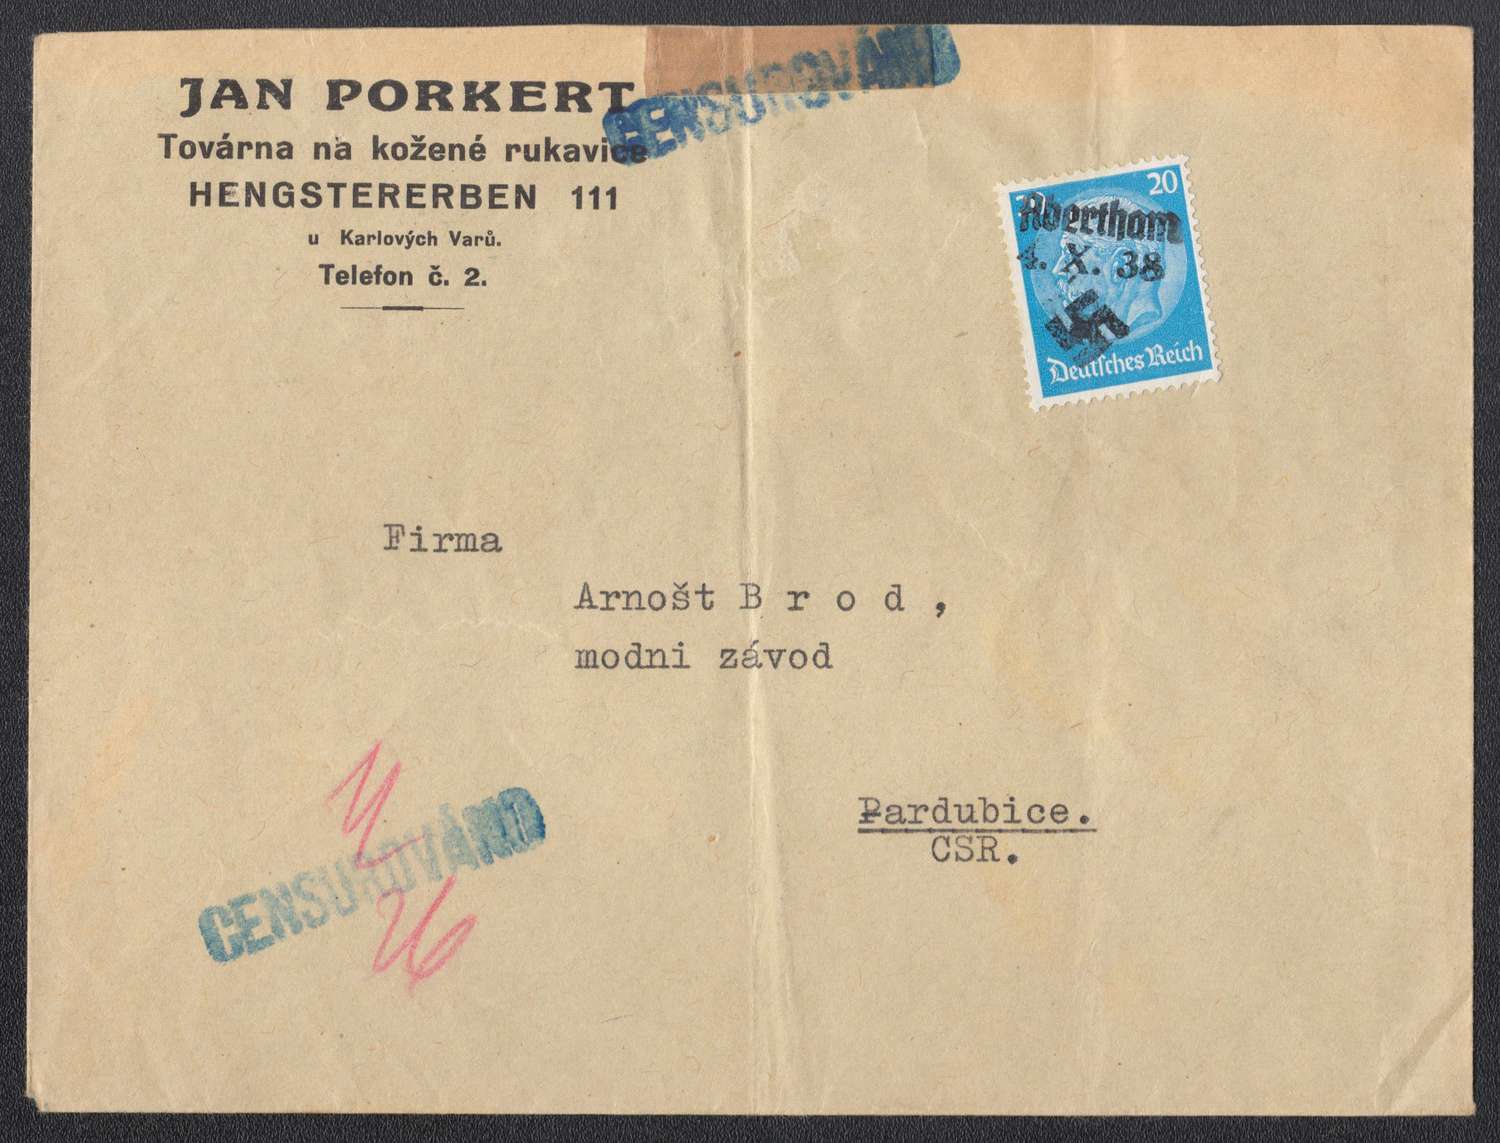 JAN PORKERT
Továrna na kožené rukavice
HENGSTERERBEN 111
u Karlových Varů.
Telefon č. 2.
CENSUROVÁNO
20
Abertham
4. X. 38
Deutsches Reich
Firma
Arnošt B r o d ,
modni závod
Pardubice.
CSR.
CENSUROVÁNO
26